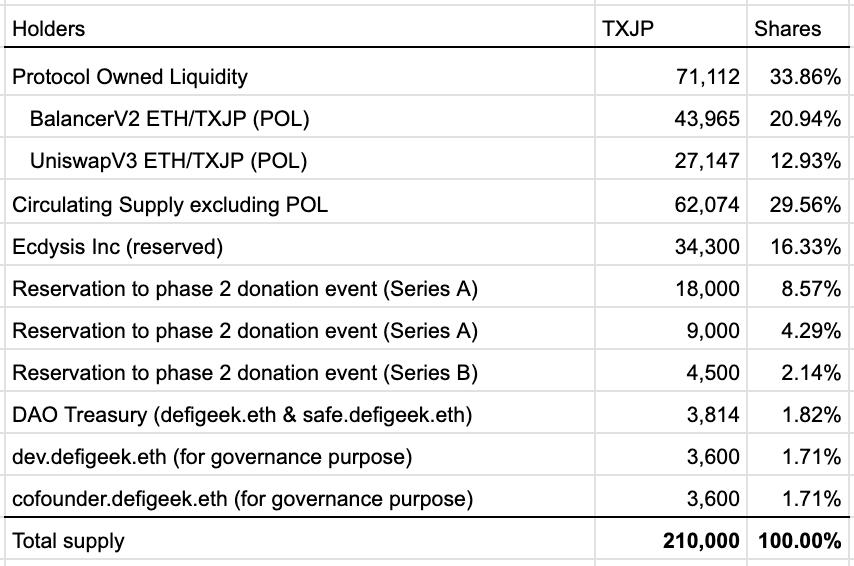 Holders TXJP Shares
Protocol Owned Liquidity 71,112 33.86%
BalancerV2 ETH/TXJP (POL) 43,965 20.94%
UniswapV3 ETH/TXJP (POL) 27,147 12.93%
Circulating Supply excluding POL 62,074 29.56%
Ecdysis Inc (reserved) 34,300 16.33%
Reservation to phase 2 donation event (Series A) 18,000 8.57%
Reservation to phase 2 donation event (Series A) 9,000 4.29%
Reservation to phase 2 donation event (Series B) 4,500 2.14%
DAO Treasury (defigeek.eth & safe.defigeek.eth) 3,814 1.82%
dev.defigeek.eth (for governance purpose) 3,600 1.71%
cofounder.defigeek.eth (for governance purpose) 3,600 1.71%
Total supply 210,000 100.00%